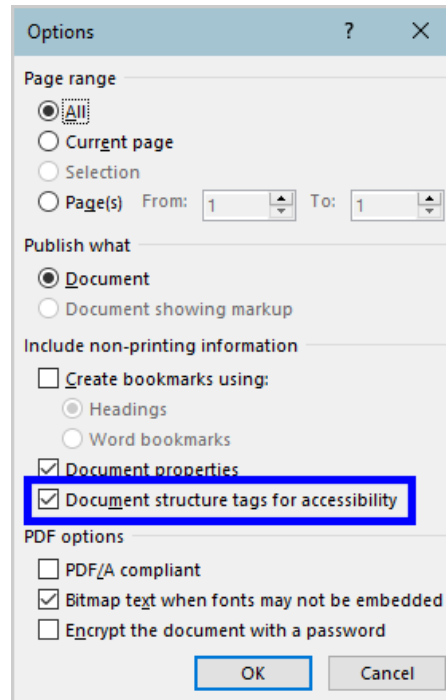 Options ?
Page range
All
Current page
Selection
Page(s) From: 1 To: 1
Publish what
Document
Document showing markup
Include non-printing information
Create bookmarks using:
Headings
Word bookmarks
Document properties
Document structure tags for accessibility
PDF options
PDF/A compliant
Bitmap text when fonts may not be embedded
Encrypt the document with a password
OK Cancel